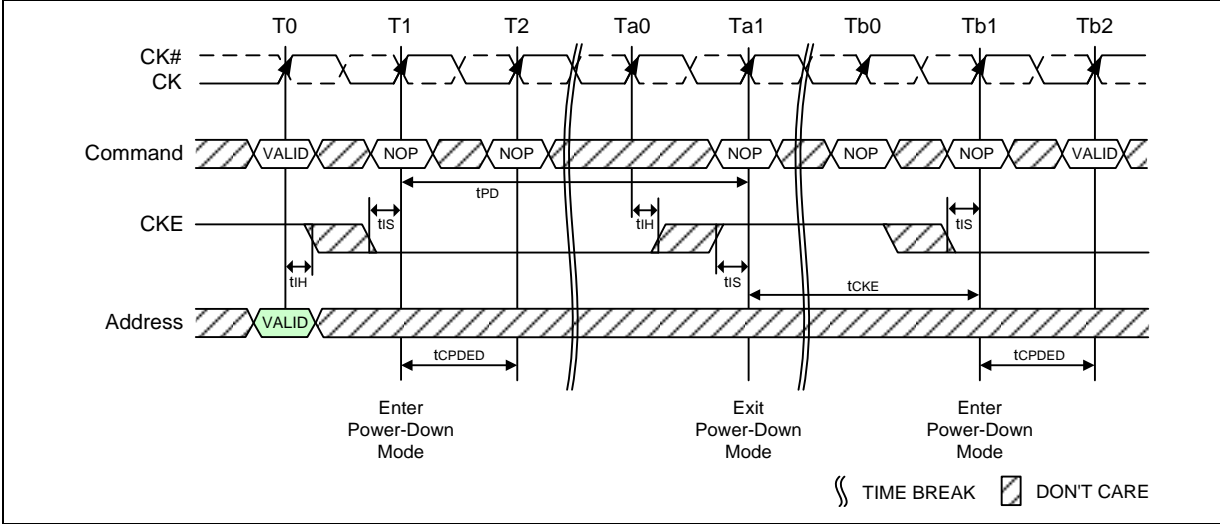 T0 T1 T2 Ta0 Ta1 Tb0 Tb1 Tb2
CK#
CK
Command VALID NOP NOP NOP NOP NOP VALID
tPD
CKE tIS tIH tIS
tIH tIS
tCKE
Address VALID
tCPDED tCPDED
Enter
Power-Down
Mode
Exit
Power-Down
Mode
Enter
Power-Down
Mode
TIME BREAK DON'T CARE